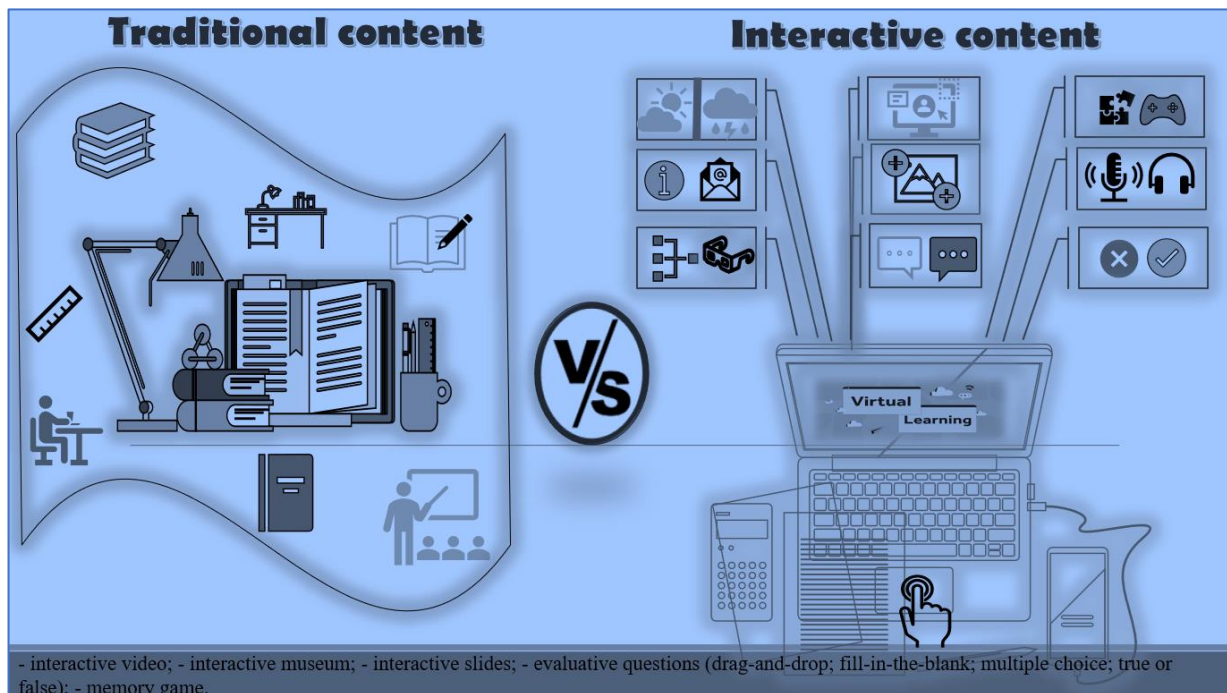 Traditional content
Interactive content
VS
Virtual
Learning
- interactive video; - interactive museum; - interactive slides; - evaluative questions (drag-and-drop; fill-in-the-blank; multiple choice; true or
false); - memory game.